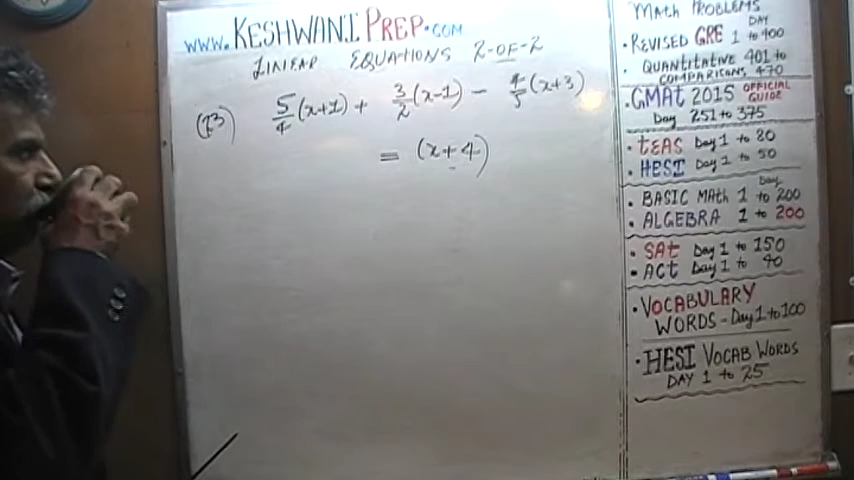 www.KESHWANI PREP.COM
LINEAR EQUATIONS 2-OF-2
(13) 5/4 (x+1) + 3/2 (x-1) - 4/5 (x+3)
= (x+4)
MATH PROBLEMS
• REVISED GRE DAY 1 to 400
• QUANTITATIVE COMPARISONS 401 to 470
• GMAT 2015 OFFICIAL GUIDE
Day 251 to 375
• TEAS Day 1 to 80
• HESI Day 1 to 50
• BASIC MATH Day 1 to 200
• ALGEBRA 1 to 200
• SAT Day 1 to 150
• ACT Day 1 to 40
• VOCABULARY
WORDS - Day 1 to 100
• HESI VOCAB WORDS
DAY 1 to 25